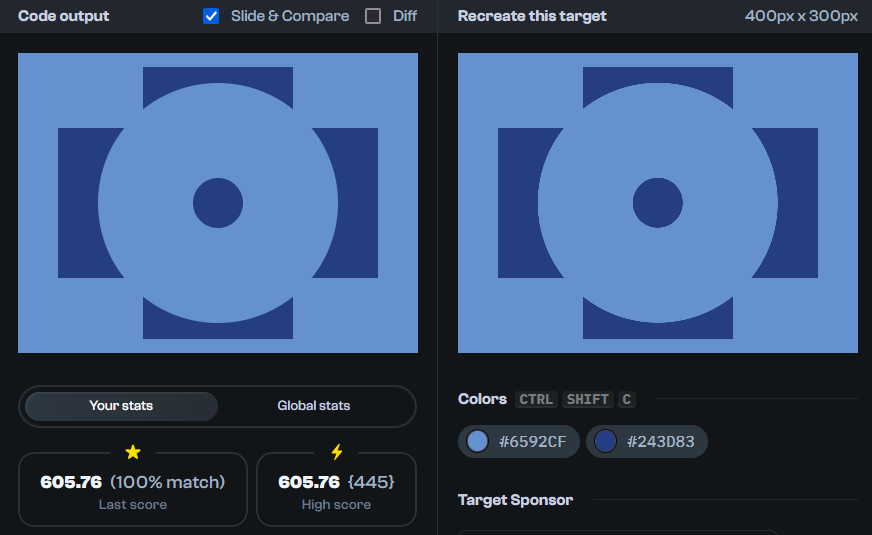 Code output
Slide & Compare
Diff
Recreate this target
400px x 300px
Your stats
Global stats
605.76 (100% match)
Last score
605.76 {445}
High score
Colors CTRL SHIFT C
#6592CF
#243D83
Target Sponsor